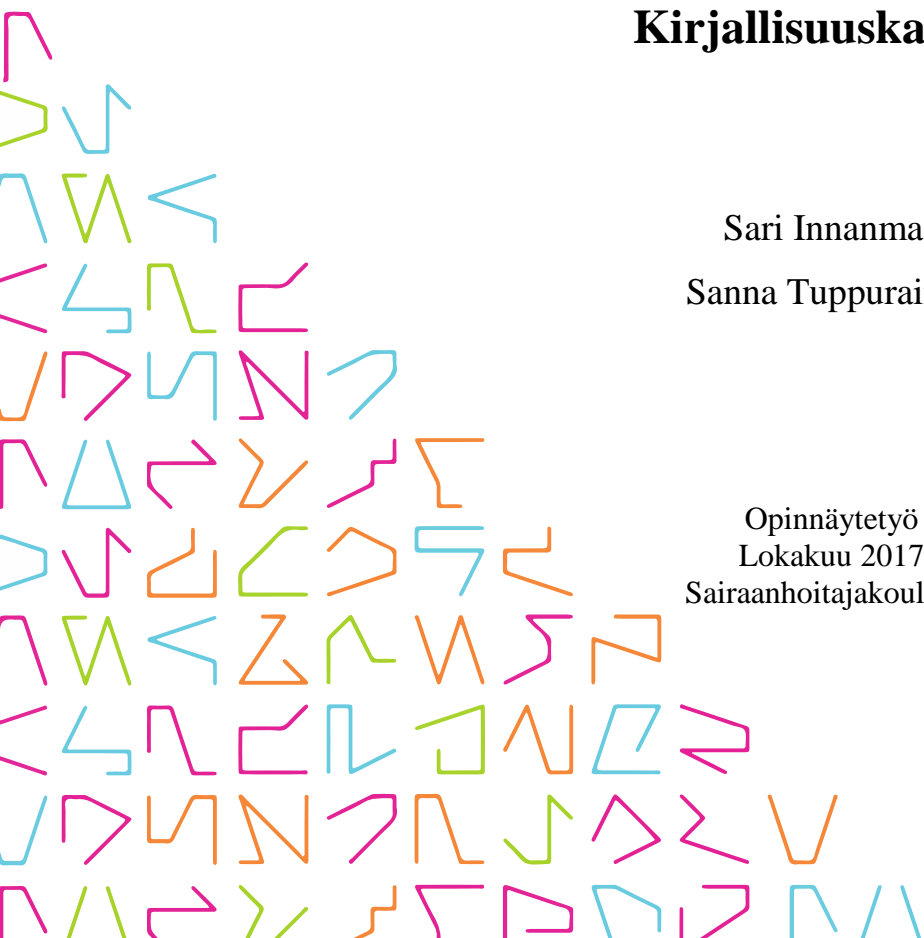 Kirjallisuuska
Sari Innanma
Sanna Tuppurai
Opinnäytetyö
Lokakuu 2017
Sairaanhoitajakoul